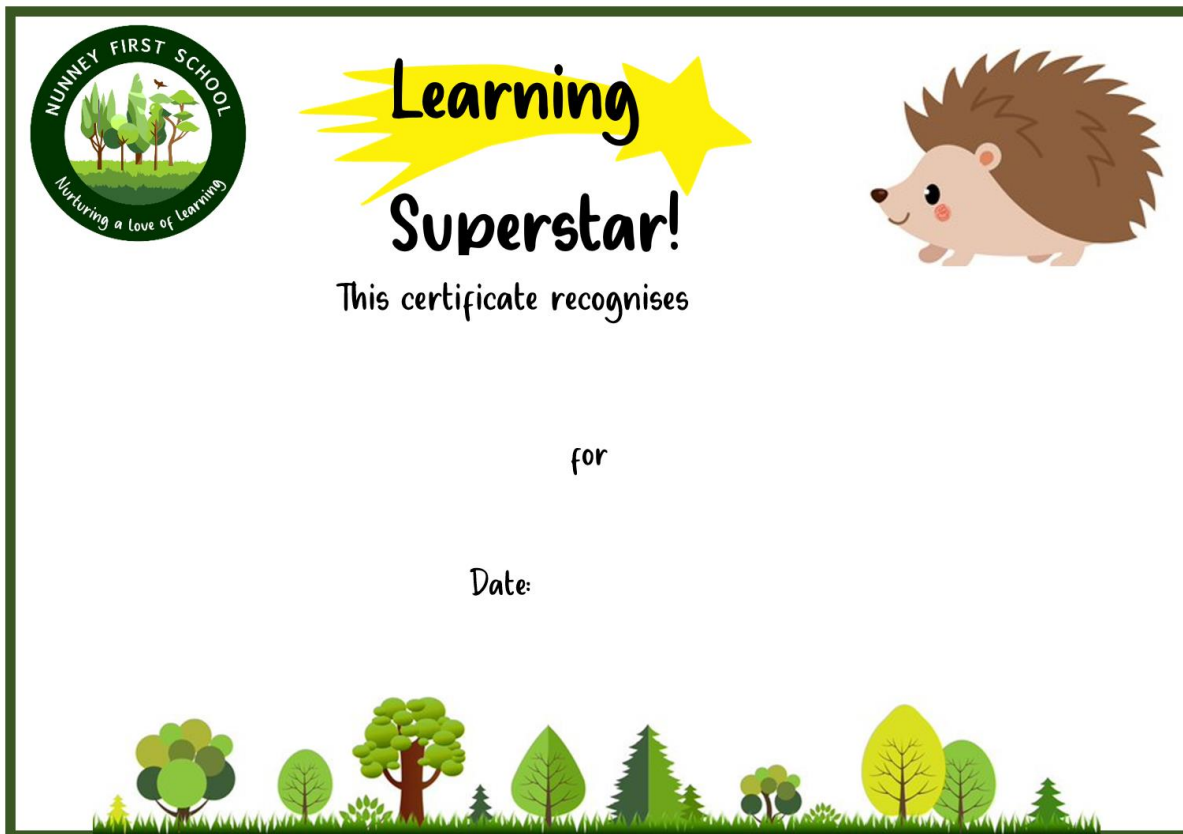 NUNNEY FIRST SCHOOL
Nurturing a Love of Learning
Learning
Superstar!
This certificate recognises
for
Date: